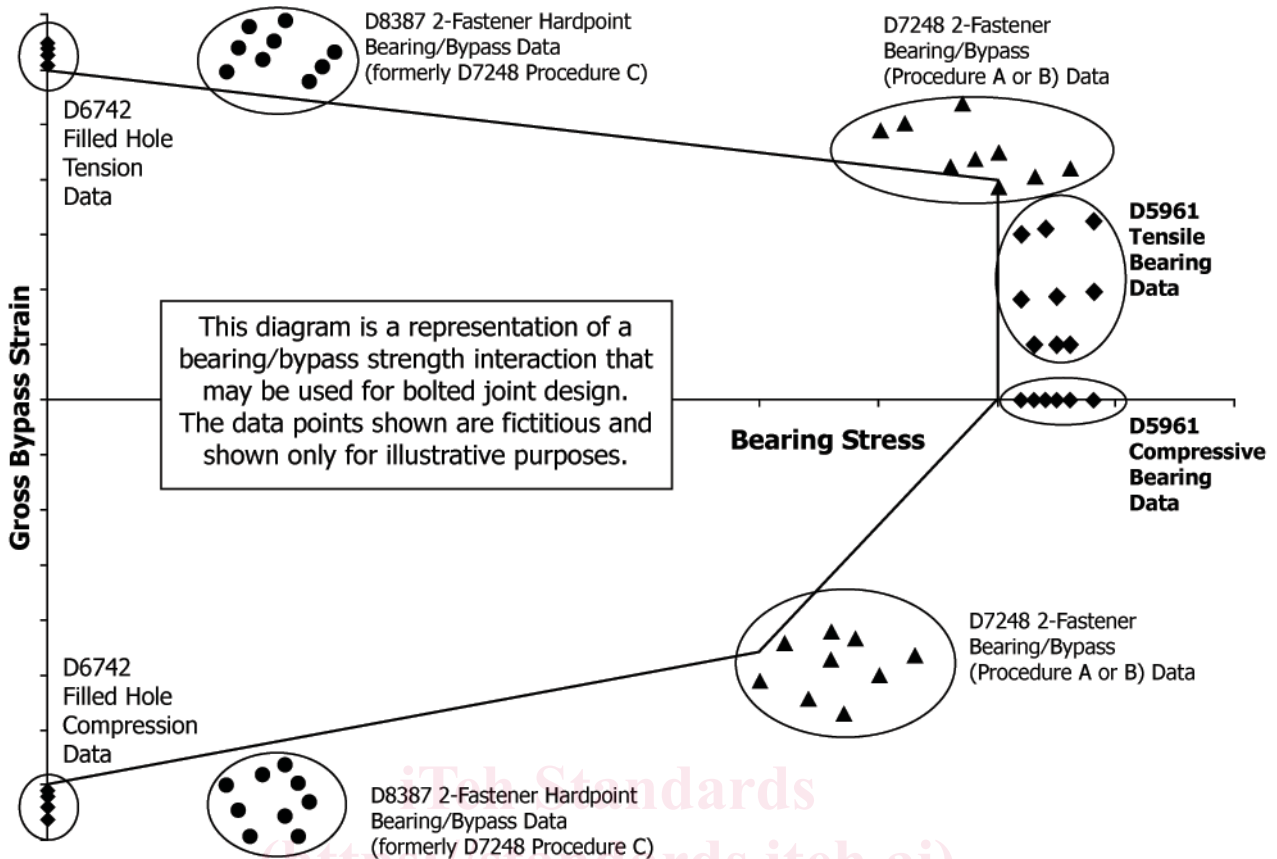 D8387 2-Fastener Hardpoint
Bearing/Bypass Data
(formerly D7248 Procedure C)
D7248 2-Fastener
Bearing/Bypass
(Procedure A or B) Data
D6742
Filled Hole
Tension
Data
D5961
Tensile
Bearing
Data
Gross Bypass Strain
This diagram is a representation of a
bearing/bypass strength interaction that
may be used for bolted joint design.
The data points shown are fictitious and
shown only for illustrative purposes.
Bearing Stress
D5961
Compressive
Bearing
Data
D7248 2-Fastener
Bearing/Bypass
(Procedure A or B) Data
D6742
Filled Hole
Compression
Data
iTeh Standards
D8387 2-Fastener Hardpoint
Bearing/Bypass Data
(formerly D7248 Procedure C)
(https://standards.iteh.ai)